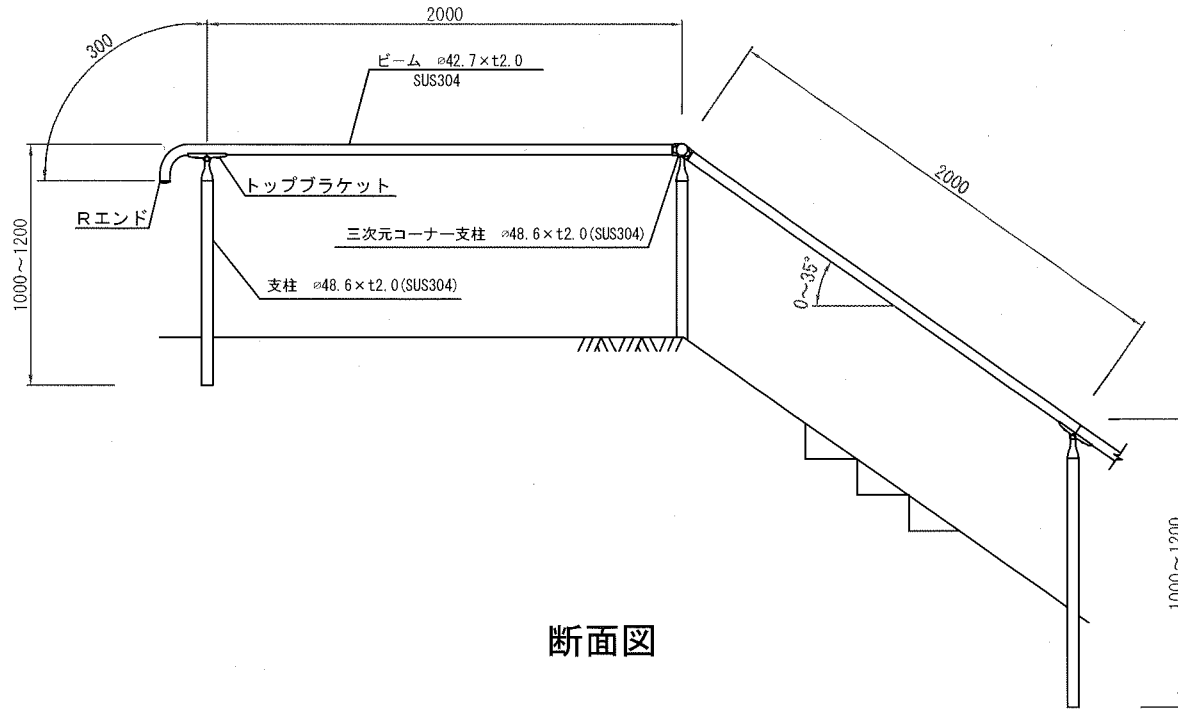 2000
300
ビーム ⌀42.7×t2.0
SUS304
トップブラケット
Rエンド
2000
三次元コーナー支柱 ⌀48.6×t2.0(SUS304)
1000～1200
支柱 ⌀48.6×t2.0(SUS304)
0～35°
1000～1200
断面図